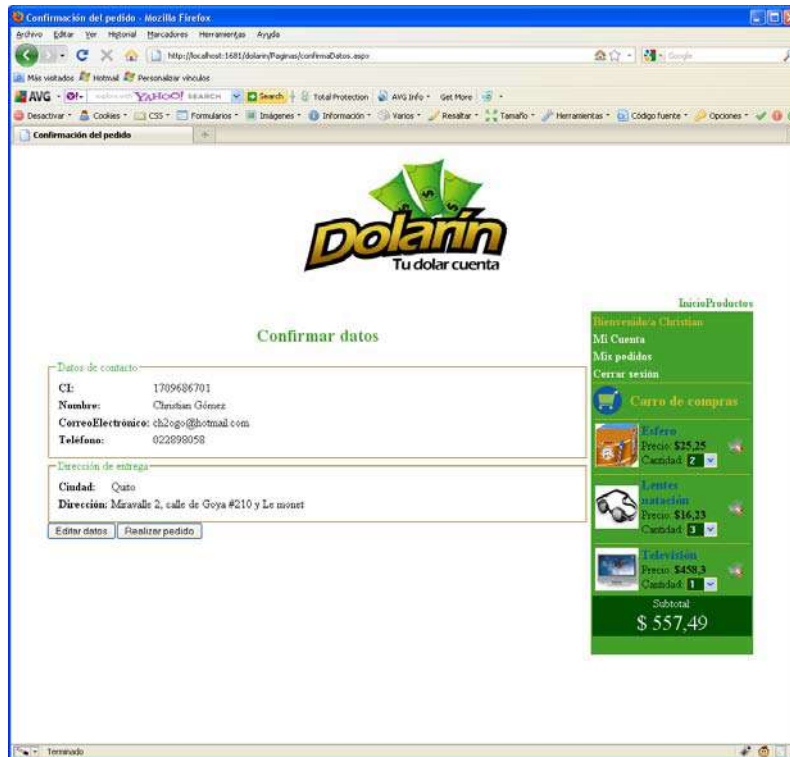 Confirmación del pedido - Mozilla Firefox
Archivo Editar Ver Historial Marcadores Herramientas Ayuda
http://localhost:1681/dolarin/Paginas/confirmaDatos.aspx
Google
Más visitados Hotmail Personalizar vínculos
AVG YAHOO! SEARCH Search Total Protection AVG Info Get More
Desactivar Cookies CSS Formularios Imágenes Información Varios Resaltar Tamaño Herramientas Código fuente Opciones
Confirmación del pedido
Dolarín
Tu dolar cuenta
InicioProductos
Bienvenido/a Christian
Mi Cuenta
Mis pedidos
Cerrar sesión
Carro de compras
Esfero
Precio: $25,25
Cantidad: 2
Lentes
natación
Precio: $16,23
Cantidad: 3
Televisión
Precio: $458,3
Cantidad: 1
Subtotal
$ 557,49
Confirmar datos
Datos de contacto
CI: 1709686701
Nombre: Christian Gómez
CorreoElectrónico: ch2ogo@hotmail.com
Teléfono: 022898058
Dirección de entrega
Ciudad: Quito
Dirección: Miravalle 2, calle de Goya #210 y Le monet
Editar datos Realizar pedido
Terminado